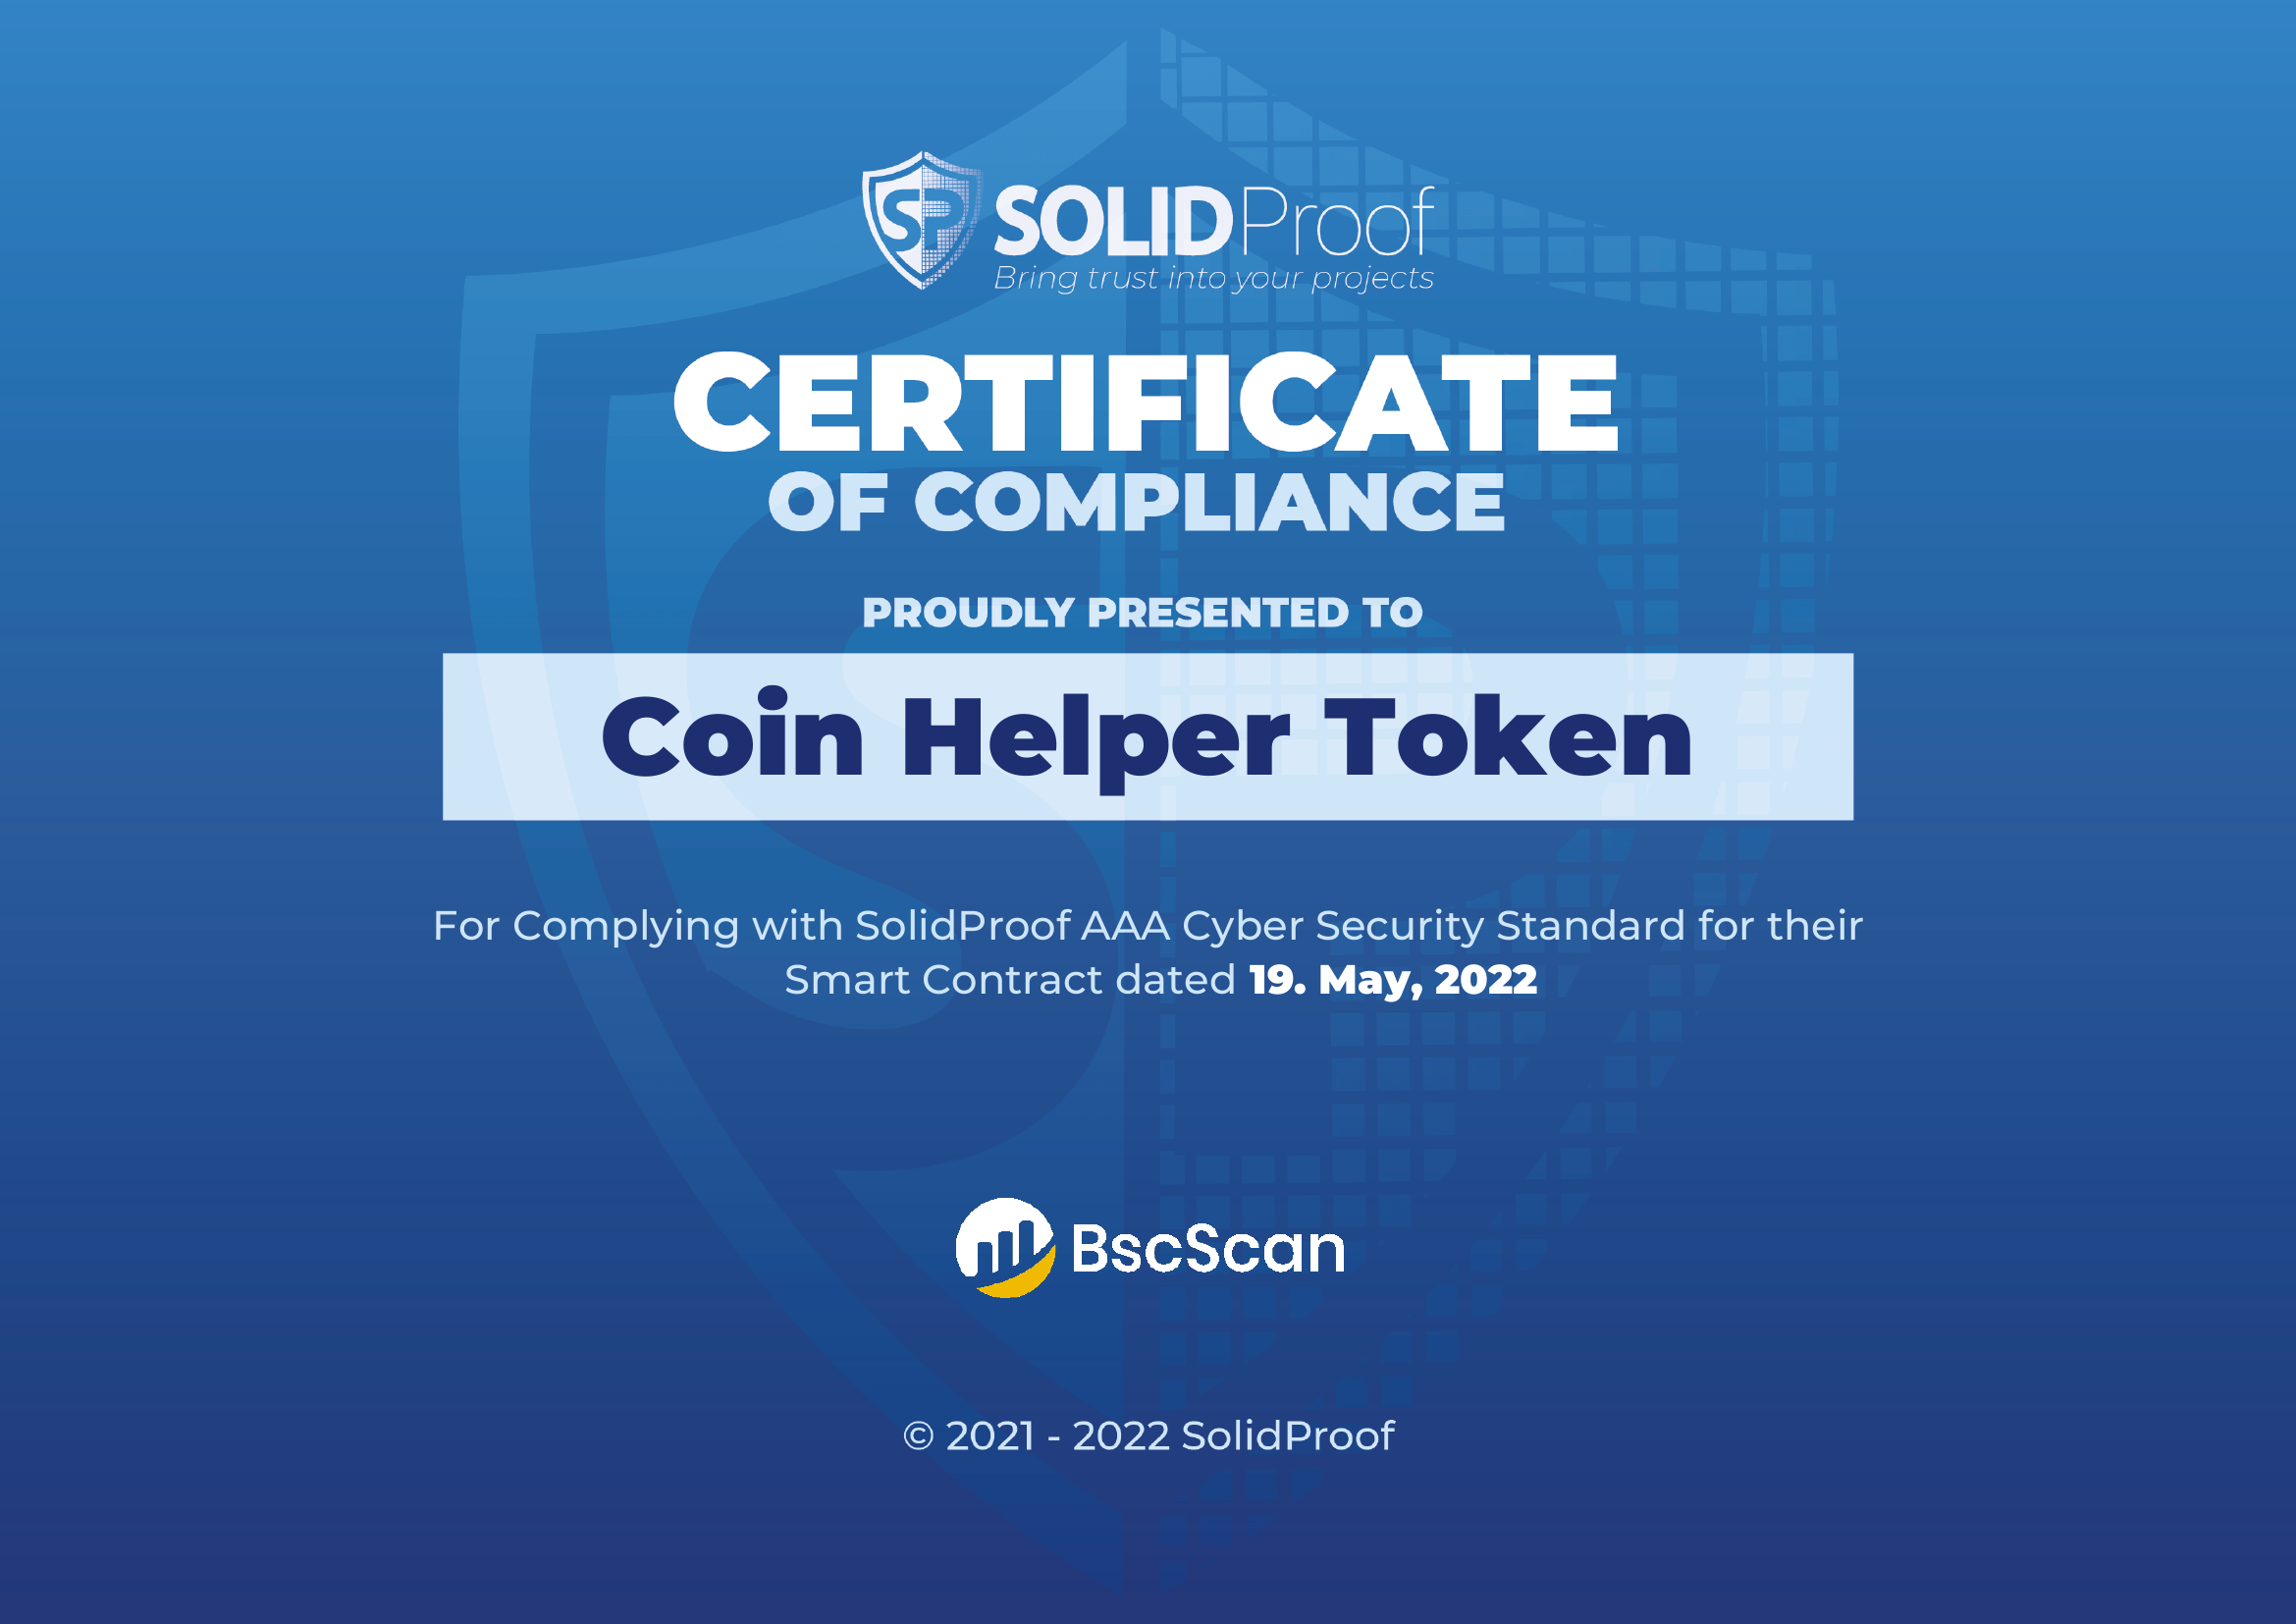 SP SOLIDProof
Bring trust into your projects
CERTIFICATE
OF COMPLIANCE
PROUDLY PRESENTED TO
Coin Helper Token
For Complying with SolidProof AAA Cyber Security Standard for their
Smart Contract dated 19. May, 2022
BscScan
© 2021 - 2022 SolidProof